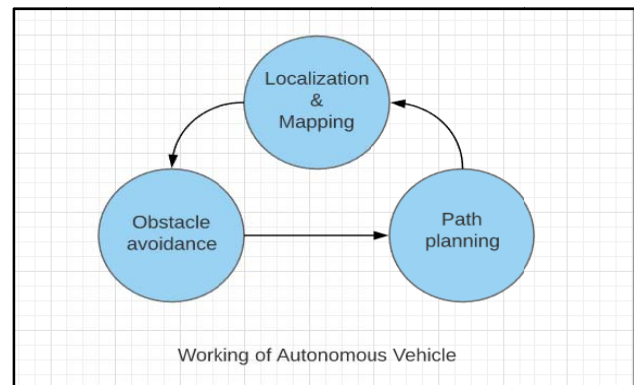 Localization
&
Mapping
Obstacle
avoidance
Path
planning
Working of Autonomous Vehicle